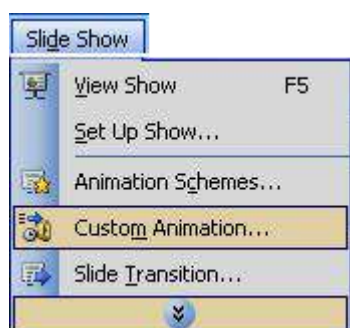 Slide Show
View Show F5
Set Up Show...
Animation Schemes...
Custom Animation...
Slide Transition...